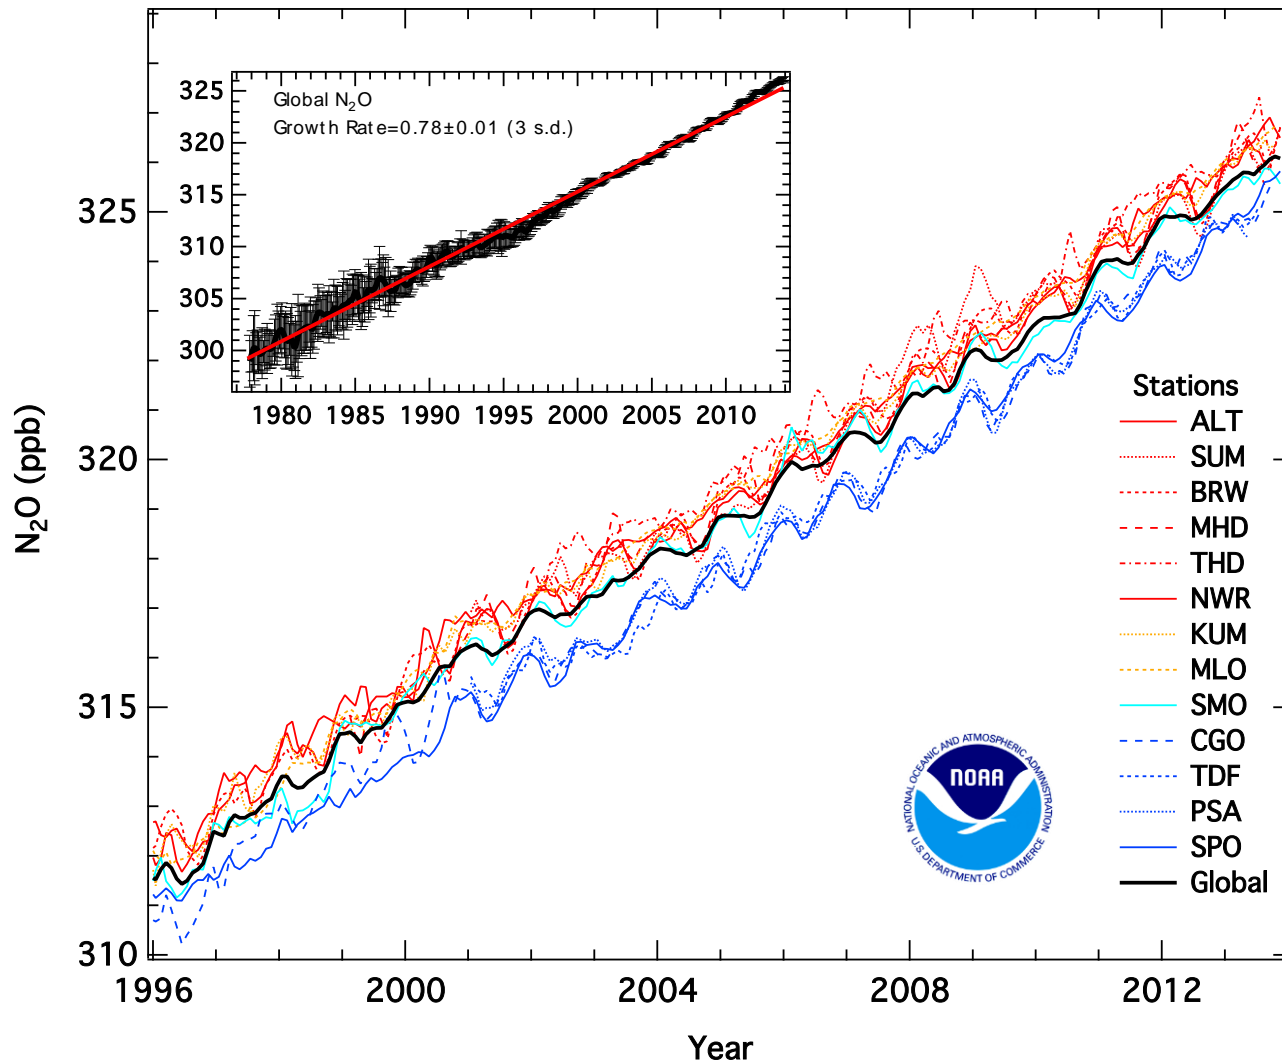 Global N₂O
Growth Rate=0.78±0.01 (3 s.d.)
325
320
315
310
305
300
1980 1985 1990 1995 2000 2005 2010
N₂O (ppb)
325
320
315
310
1996 2000 2004 2008 2012
Year
Stations
ALT
SUM
BRW
MHD
THD
NWR
KUM
MLO
SMO
CGO
TDF
PSA
SPO
Global
NATIONAL OCEANIC AND ATMOSPHERIC ADMINISTRATION
NOAA
U.S. DEPARTMENT OF COMMERCE